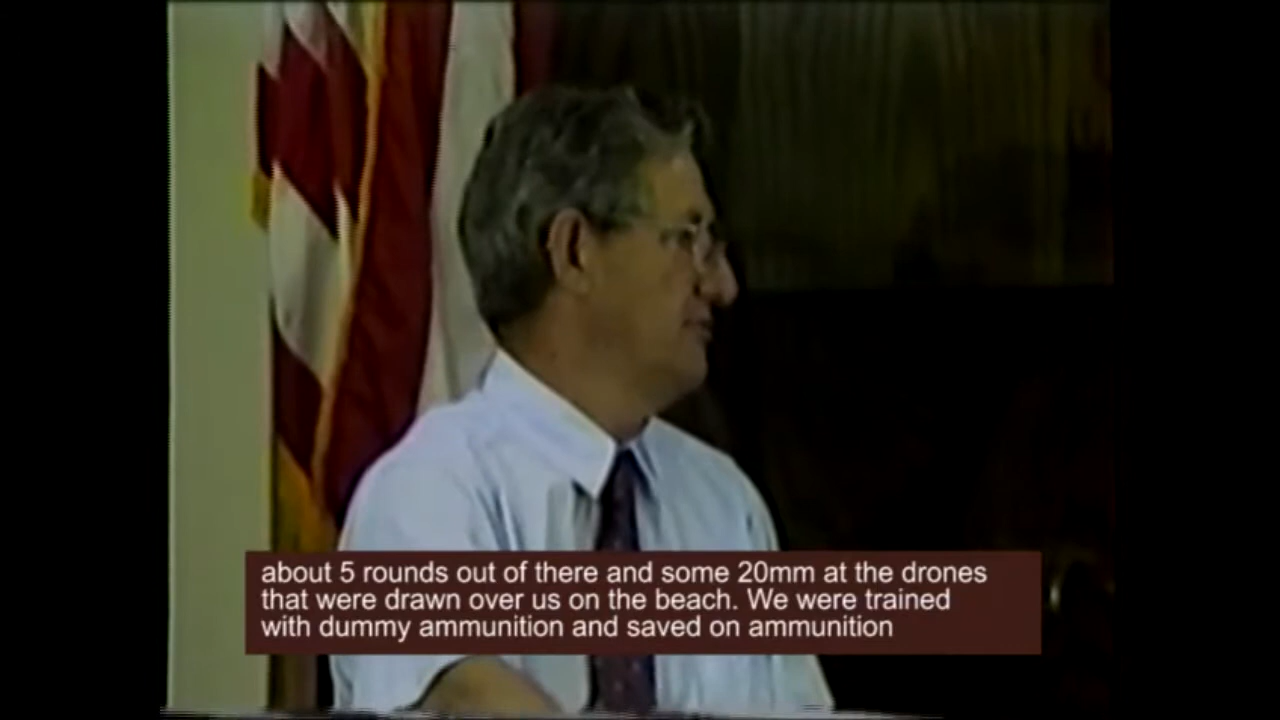 about 5 rounds out of there and some 20mm at the drones
that were drawn over us on the beach. We were trained
with dummy ammunition and saved on ammunition